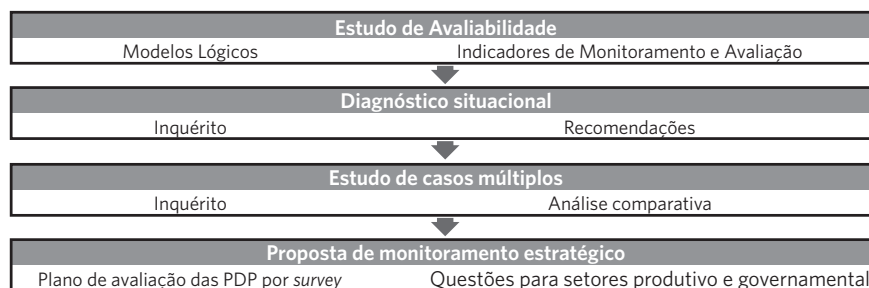 Estudo de Avaliabilidade
Modelos Lógicos Indicadores de Monitoramento e Avaliação
Diagnóstico situacional
Inquérito Recomendações
Estudo de casos múltiplos
Inquérito Análise comparativa
Proposta de monitoramento estratégico
Plano de avaliação das PDP por survey Questões para setores produtivo e governamental